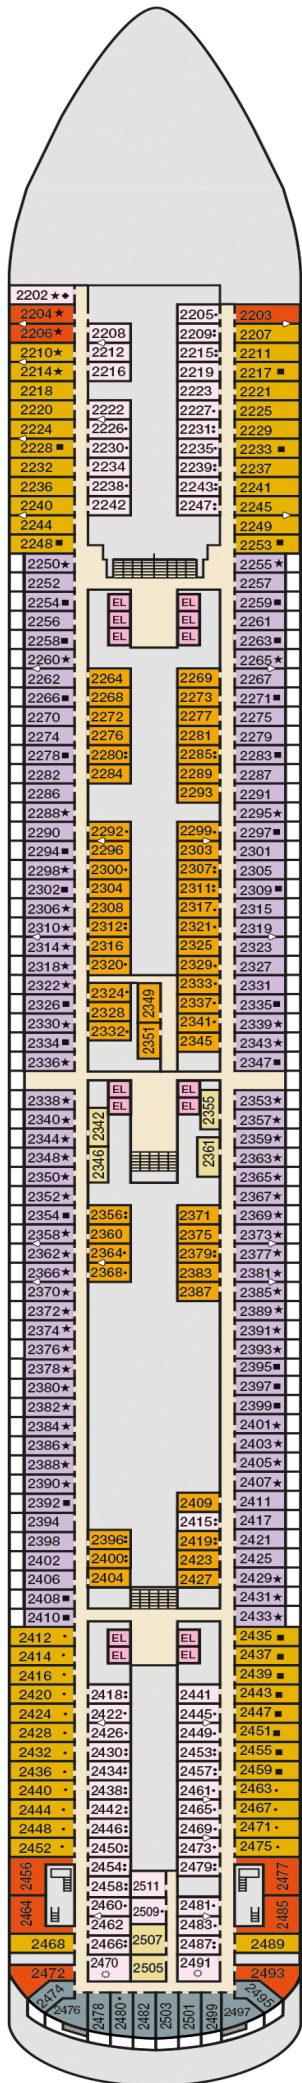 2202★◆
2204★ 2205• 2203
2206★ 2208 2209: 2207
2210★ 2212 2215: 2211
2214★ 2216 2219 2217■
2218 2223 2221
2220 2222 2227• 2225
2224 2226• 2231: 2229
2228■ 2230• 2235• 2233■
2232 2234 2239: 2237
2236 2238• 2243: 2241
2240 2242 2247: 2245
2244 2249
2248■ 2253■
2250★ 2255★
2252 2257
2254■ EL EL 2259■
2256 EL EL 2261
2258■ EL EL 2263■
2260★ 2265★
2262 2264 2269 2267
2266■ 2268 2273 2271■
2270 2272 2277 2275
2274 2276 2281 2279
2278■ 2280: 2285: 2283■
2282 2284 2289 2287
2286 2293 2291
2288★ 2295★
2290 2292• 2299• 2297■
2294■ 2296 2303 2301
2298★ 2300• 2307: 2305
2302■ 2304 2311: 2309■
2306★ 2308 2317• 2315
2310★ 2312: 2321• 2319
2314★ 2316 2325 2323
2318★ 2320• 2329• 2327
2322★ 2324• 2349 2333• 2331
2326■ 2328 2337• 2335■
2330★ 2332• 2351 2341• 2339★
2334■ 2345 2343★
2336★ 2347■
EL EL
2338★ EL EL 2355 2353★
2340★ 2342 2357★
2344★ 2359★
2348★ 2346 2361 2363★
2350★ 2365★
2352★ 2367★
2354■ 2356: 2371 2369★
2358★ 2360 2375 2373★
2362★ 2364• 2379: 2377★
2366★ 2368• 2383 2381★
2370★ 2387 2385★
2372★ 2389★
2374★ 2391★
2376★ 2393★
2378★ 2395■
2380★ 2397■
2382★ 2399■
2384★ 2401★
2386★ 2403★
2388★ 2405★
2390★ 2407★
2392■ 2409 2411
2394 2415: 2417
2398 2396: 2419: 2421
2402 2400: 2423 2425
2406 2404 2427 2429★
2408■ 2431★
2410■ 2433★
2412 • EL EL 2435■
2414 • EL EL 2437■
2416 • 2439■
2420 • 2418: 2441 2443■
2424 • 2422• 2445• 2447■
2428 • 2426• 2449• 2451■
2432 • 2430: 2453: 2455■
2436 • 2434: 2457: 2459■
2440 • 2438: 2461• 2463•
2444 • 2442: 2465• 2467•
2448 • 2446: 2469• 2471•
2452 • 2450: 2473• 2475•
2456 2454: 2479: 2477
2458: 2511
2464 2460• 2509• 2481• 2485
2462 2483•
2468 2466: 2507 2487• 2489
2472 2470 2505 2491 2493
2474 2495
2476 2478 2480• 2482 2503 2501 2499 2497